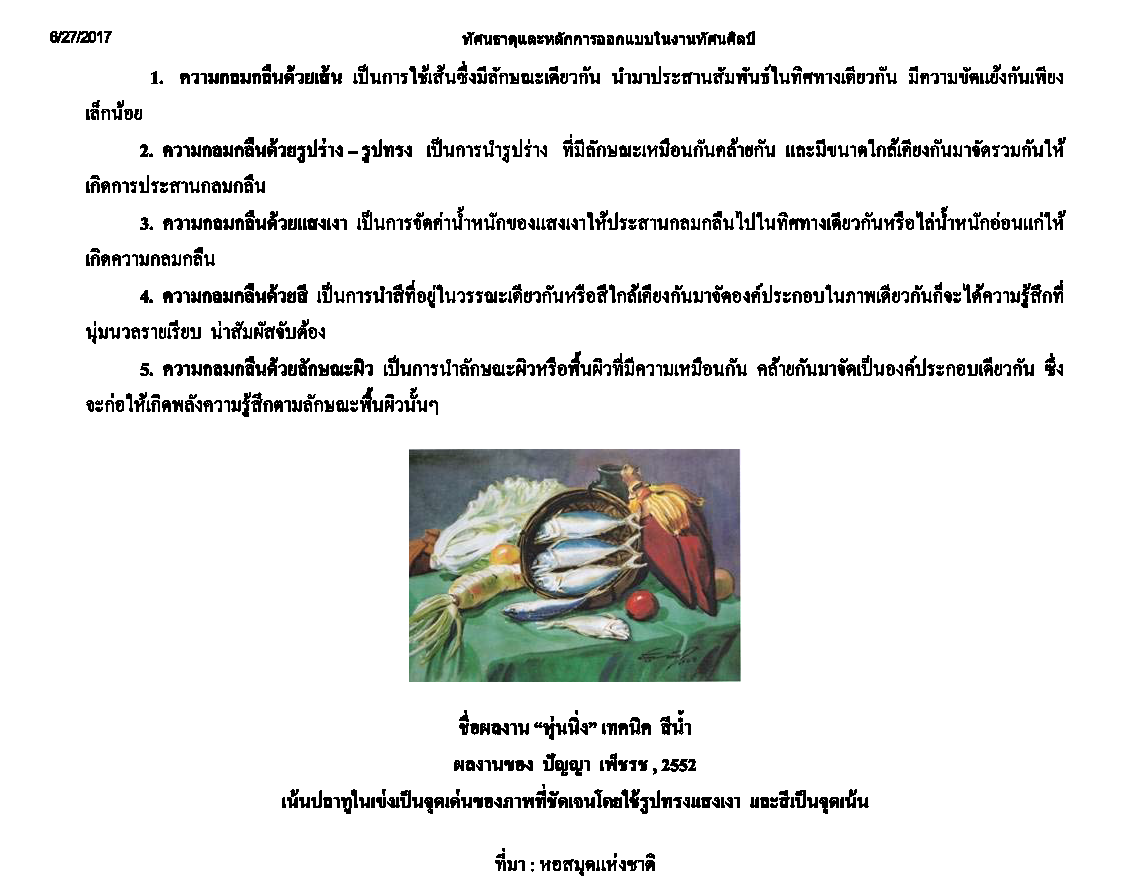 6/27/2017
ทัศนธาตุและหลักการออกแบบในงานทัศนศิลป์
1. ความกลมกลืนด้วยเส้น เป็นการใช้เส้นซึ่งมีลักษณะเดียวกัน นำมาประสานสัมพันธ์ในทิศทางเดียวกัน มีความขัดแย้งกันเพียง
เล็กน้อย
2. ความกลมกลืนด้วยรูปร่าง – รูปทรง เป็นการนำรูปร่าง ที่มีลักษณะเหมือนกันคล้ายกัน และมีขนาดใกล้เคียงกันมาจัดรวมกันให้
เกิดการประสานกลมกลืน
3. ความกลมกลืนด้วยแสงเงา เป็นการจัดค่าน้ำหนักของแสงเงาให้ประสานกลมกลืนไปในทิศทางเดียวกันหรือไล่น้ำหนักอ่อนแก่ให้
เกิดความกลมกลืน
4. ความกลมกลืนด้วยสี เป็นการนำสีที่อยู่ในวรรณะเดียวกันหรือสีใกล้เคียงกันมาจัดองค์ประกอบในภาพเดียวกันก็จะได้ความรู้สึกที่
นุ่มนวลรายเรียบ น่าสัมผัสจับต้อง
5. ความกลมกลืนด้วยลักษณะผิว เป็นการนำลักษณะผิวหรือพื้นผิวที่มีความเหมือนกัน คล้ายกันมาจัดเป็นองค์ประกอบเดียวกัน ซึ่ง
จะก่อให้เกิดพลังความรู้สึกตามลักษณะพื้นผิวนั้นๆ
ชื่อผลงาน “หุ่นนิ่ง” เทคนิค สีน้ำ
ผลงานของ ปัญญา เพ็ชรช , 2552
เน้นปลาทูในเข่งเป็นจุดเด่นของภาพที่ชัดเจนโดยใช้รูปทรงแสงเงา และสีเป็นจุดเน้น
ที่มา : หอสมุดแห่งชาติ